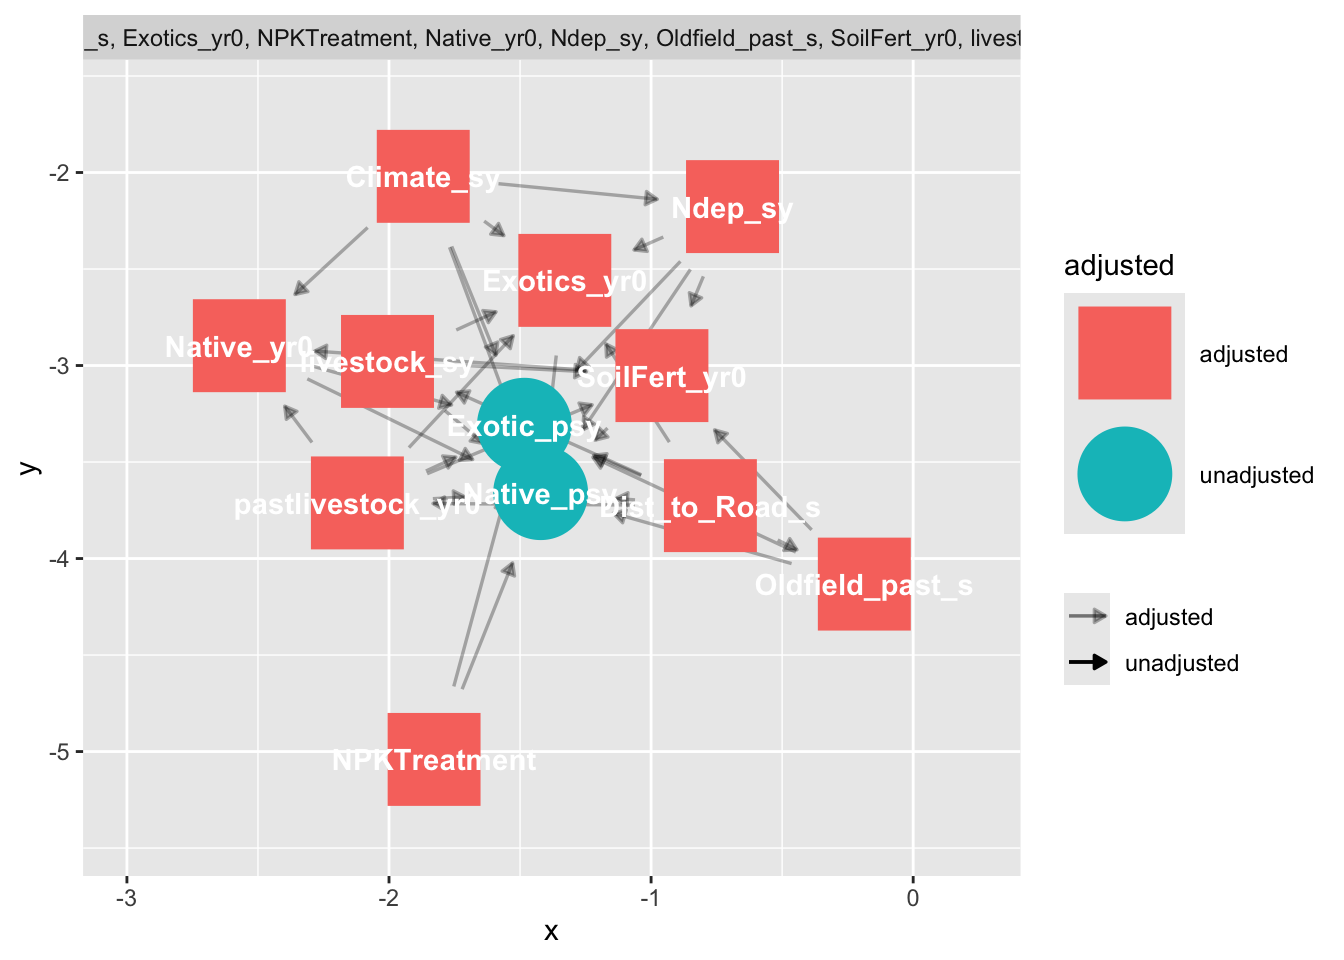 _s, Exotics_yr0, NPKTreatment, Native_yr0, Ndep_sy, Oldfield_past_s, SoilFert_yr0, livest
Climate_sy
Ndep_sy
Exotics_yr0
Native_yr0
livestock_sy
SoilFert_yr0
Exotic_psy
Native_psy
pastlivestock_yr0
Dist_to_Road_s
Oldfield_past_s
NPKTreatment
-2
-3
-4
-5
y
-3
-2
-1
0
x
adjusted
adjusted
unadjusted
adjusted
unadjusted